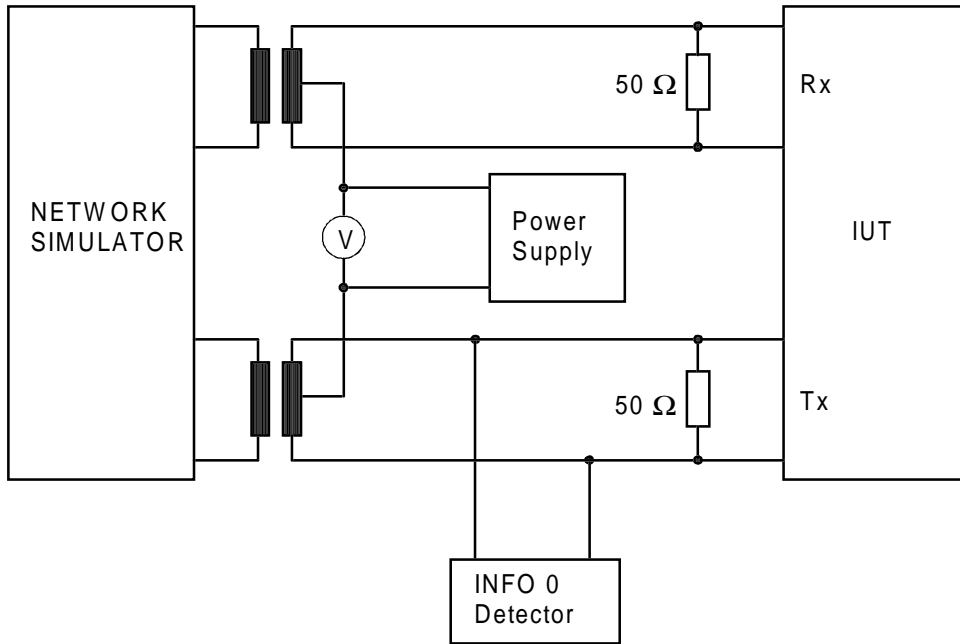 50 Ω
Rx
NETWORK
SIMULATOR
V
Power
Supply
IUT
50 Ω
Tx
INFO 0
Detector